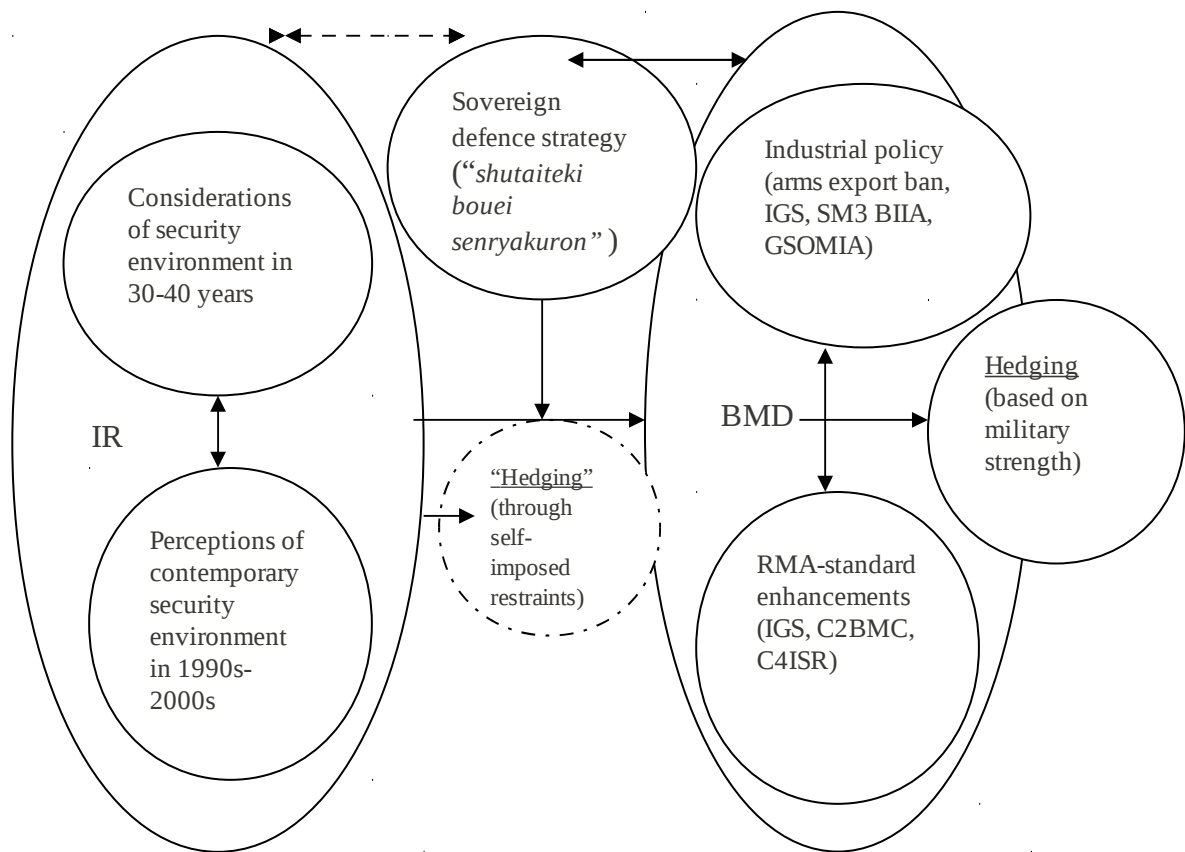 Sovereign
defence strategy
(“shutaiteki
bouei
senryakuron” )
Industrial policy
(arms export ban,
IGS, SM3 BIIA,
GSOMIA)
Considerations
of security
environment in
30-40 years
Hedging
(based on
military
strength)
BMD
IR
“Hedging”
(through
self-
imposed
restraints)
Perceptions of
contemporary
security
environment
in 1990s-
2000s
RMA-standard
enhancements
(IGS, C2BMC,
C4ISR)